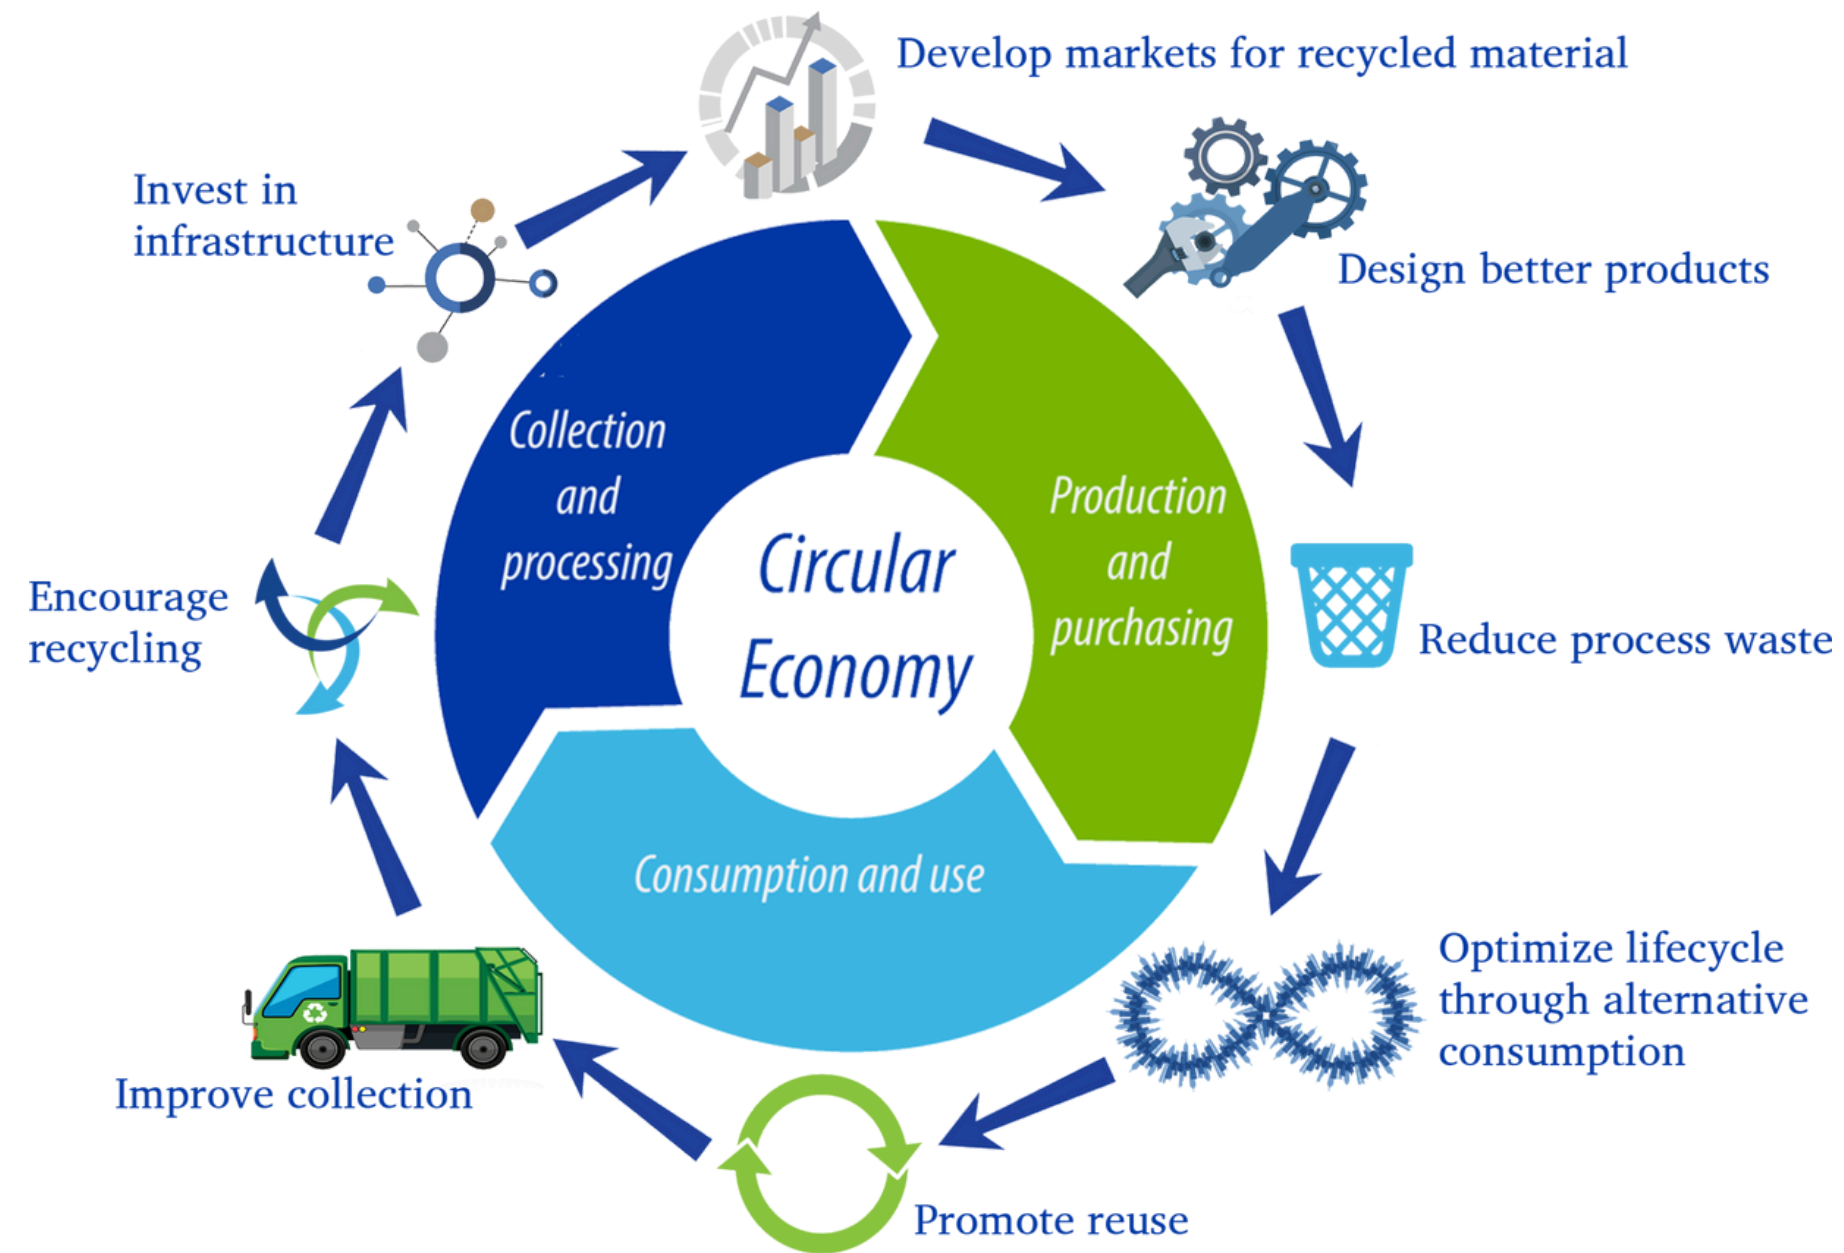 Develop markets for recycled material
Invest in
infrastructure
Design better products
Collection
and
processing
Production
and
purchasing
Circular
Economy
Encourage
recycling
Reduce process waste
Consumption and use
Optimize lifecycle
through alternative
consumption
Improve collection
Promote reuse